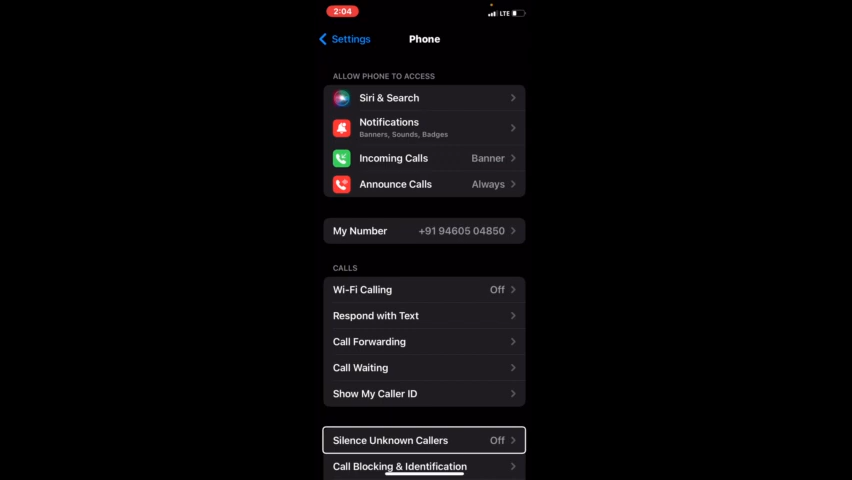 2:04
LTE
Settings
Phone
ALLOW PHONE TO ACCESS
Siri & Search
Notifications
Banners, Sounds, Badges
Incoming Calls Banner
Announce Calls Always
My Number +91 94605 04850
CALLS
Wi-Fi Calling Off
Respond with Text
Call Forwarding
Call Waiting
Show My Caller ID
Silence Unknown Callers Off
Call Blocking & Identification